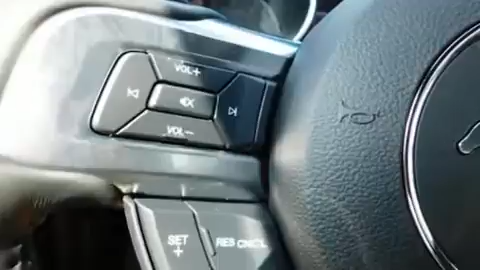 VOL+
VOL-
SET
+
RES CNCL